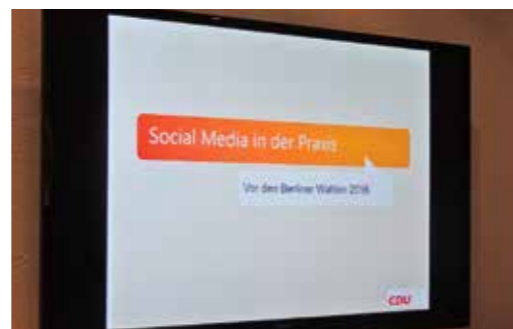 Social Media in der Praxis
Vor den Berliner Wahlen 2016
CDU